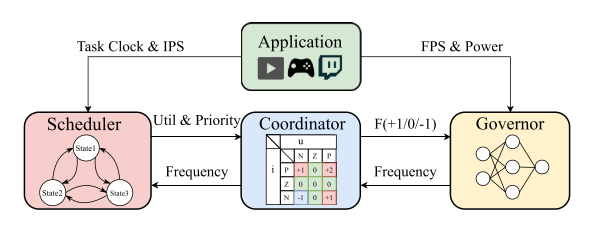 Application
Task Clock & IPS
FPS & Power
Scheduler
State1
State2
State3
Util & Priority
Frequency
Coordinator
u
N Z P
i
P +1 0 +2
Z 0 0 0
N -1 0 +1
F(+1/0/-1)
Frequency
Governor